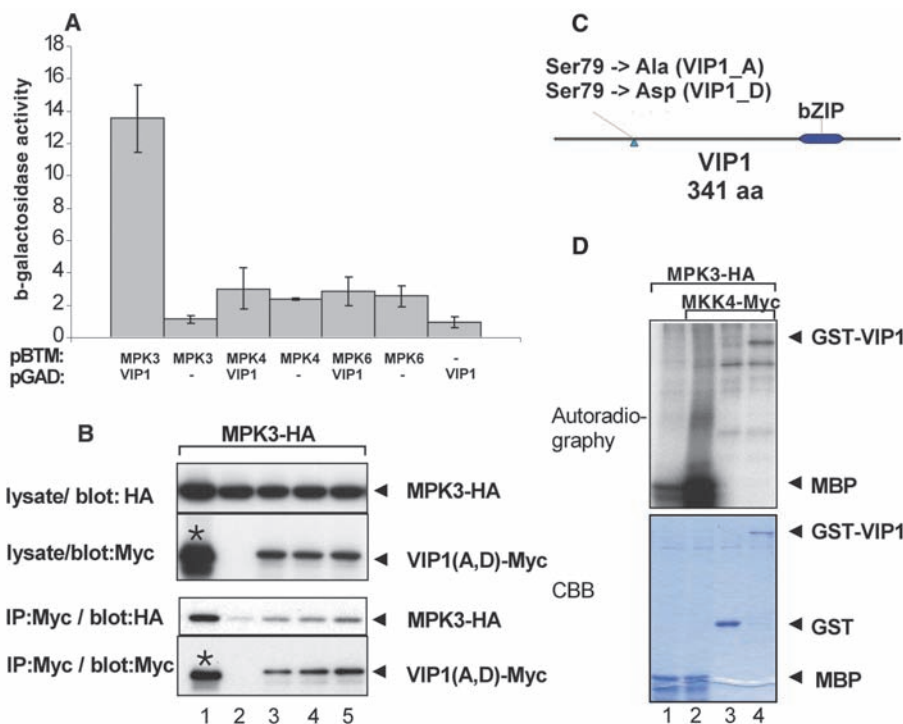 A
b-galactosidase activity
18
16
14
12
10
8
6
4
2
0
pBTM: MPK3 MPK3 MPK4 MPK4 MPK6 MPK6 -
pGAD: VIP1 - VIP1 - VIP1 - VIP1
B
MPK3-HA
lysate/ blot: HA
MPK3-HA
lysate/blot:Myc
*
VIP1(A,D)-Myc
IP:Myc / blot:HA
MPK3-HA
IP:Myc / blot:Myc
*
VIP1(A,D)-Myc
1 2 3 4 5
C
Ser79 -> Ala (VIP1_A)
Ser79 -> Asp (VIP1_D)
bZIP
VIP1
341 aa
D
MPK3-HA
MKK4-Myc
GST-VIP1
Autoradio-
graphy
MBP
GST-VIP1
CBB
GST
MBP
1 2 3 4